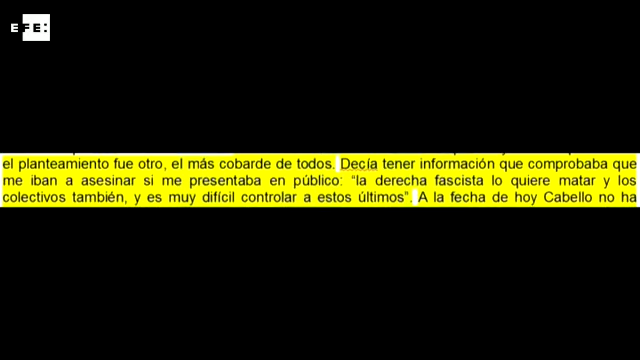 EFE:
el planteamiento fue otro, el más cobarde de todos. Decía tener información que comprobaba que
me iban a asesinar si me presentaba en público: “la derecha fascista lo quiere matar y los
colectivos también, y es muy difícil controlar a estos últimos”. A la fecha de hoy Cabello no ha